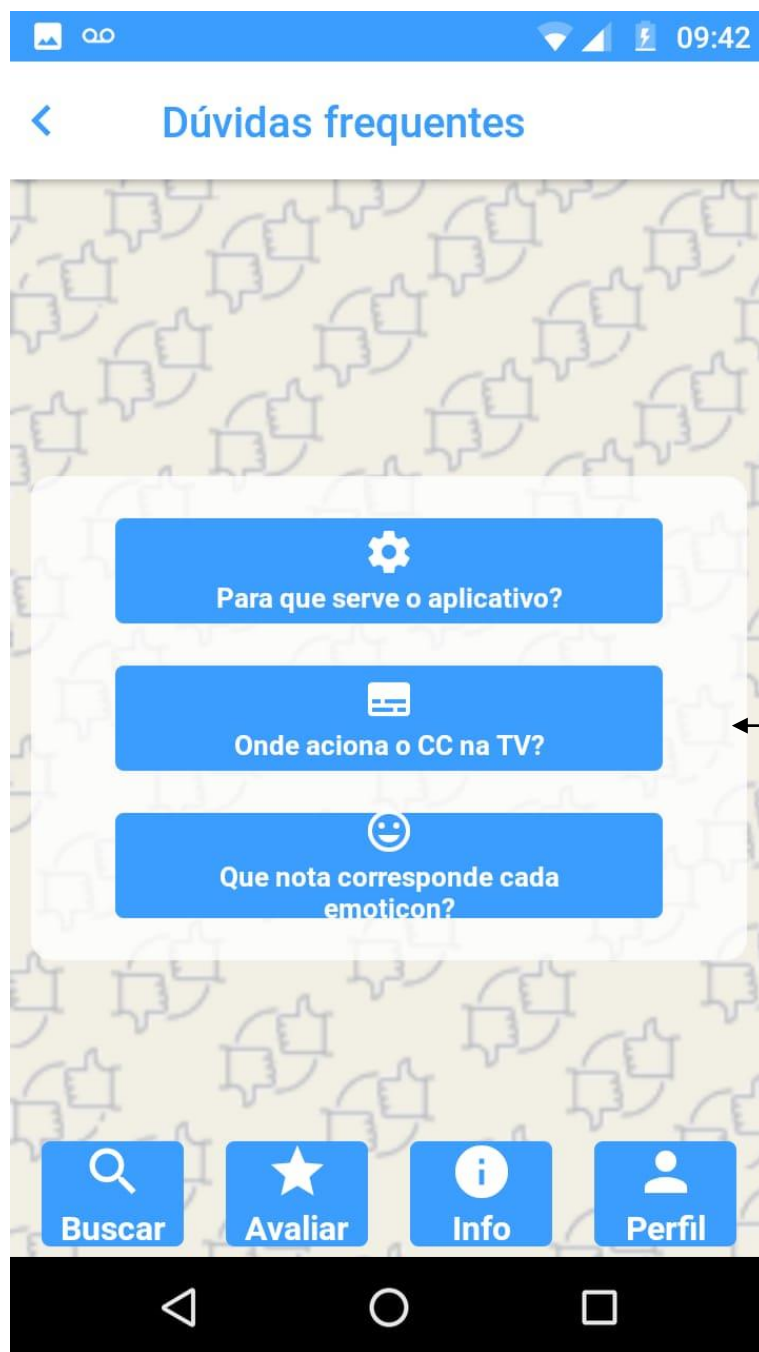 09:42
Dúvidas frequentes
Para que serve o aplicativo?
Onde aciona o CC na TV?
Que nota corresponde cada
emoticon?
Buscar Avaliar Info Perfil